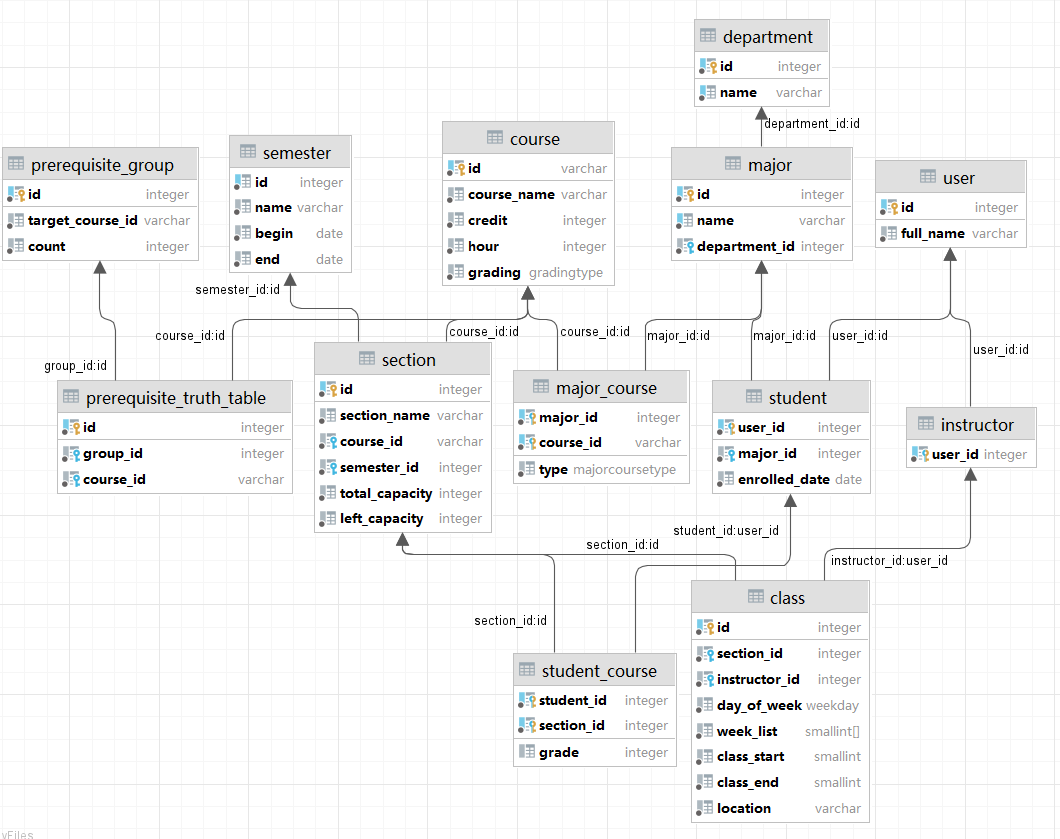 department
id integer
name varchar
department_id:id
prerequisite_group
id integer
target_course_id varchar
count integer
semester
id integer
name varchar
begin date
end date
course
id varchar
course_name varchar
credit integer
hour integer
grading gradingtype
major
id integer
name varchar
department_id integer
user
id integer
full_name varchar
semester_id:id
course_id:id
course_id:id
course_id:id
major_id:id
major_id:id
user_id:id
user_id:id
group_id:id
prerequisite_truth_table
id integer
group_id integer
course_id varchar
section
id integer
section_name varchar
course_id varchar
semester_id integer
total_capacity integer
left_capacity integer
major_course
major_id integer
course_id varchar
type majorcoursetype
student
user_id integer
major_id integer
enrolled_date date
instructor
user_id integer
student_id:user_id
section_id:id
instructor_id:user_id
section_id:id
student_course
student_id integer
section_id integer
grade integer
class
id integer
section_id integer
instructor_id integer
day_of_week weekday
week_list smallint[]
class_start smallint
class_end smallint
location varchar
yFiles